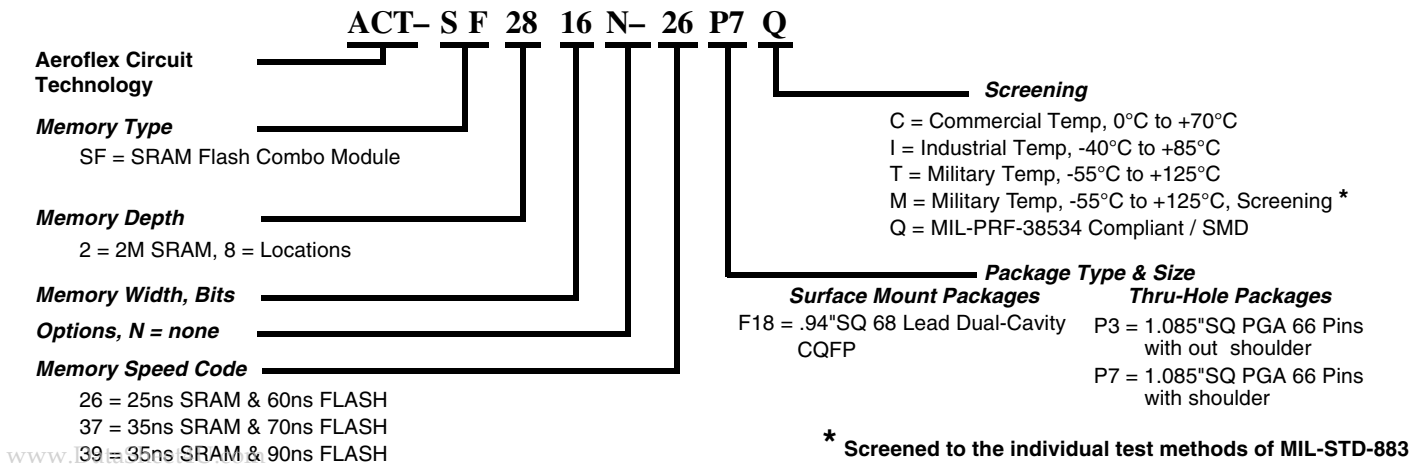 ACT– S F 28 16 N– 26 P7 Q
Aeroflex Circuit
Technology
Memory Type
SF = SRAM Flash Combo Module
Memory Depth
2 = 2M SRAM, 8 = Locations
Memory Width, Bits
Options, N = none
Memory Speed Code
26 = 25ns SRAM & 60ns FLASH
37 = 35ns SRAM & 70ns FLASH
39 = 35ns SRAM & 90ns FLASH
Screening
C = Commercial Temp, 0°C to +70°C
I = Industrial Temp, -40°C to +85°C
T = Military Temp, -55°C to +125°C
M = Military Temp, -55°C to +125°C, Screening *
Q = MIL-PRF-38534 Compliant / SMD
Package Type & Size
Surface Mount Packages
F18 = .94"SQ 68 Lead Dual-Cavity
CQFP
Thru-Hole Packages
P3 = 1.085"SQ PGA 66 Pins
with out shoulder
P7 = 1.085"SQ PGA 66 Pins
with shoulder
* Screened to the individual test methods of MIL-STD-883
www.DataSheet4U.com